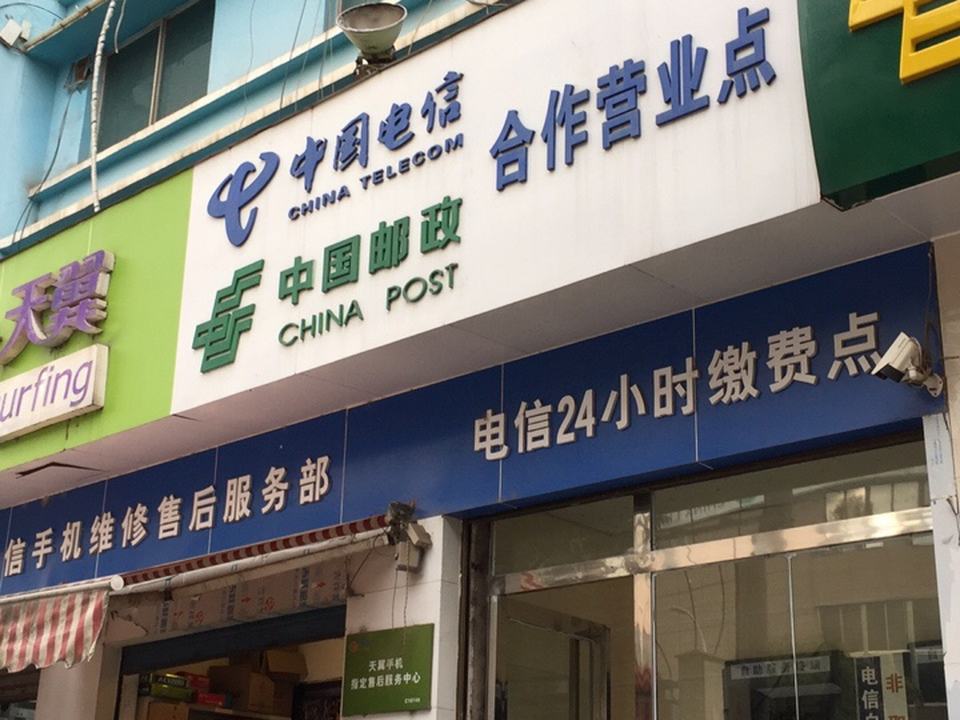 中国电信
CHINA TELECOM
合作营业点
中国邮政
CHINA POST
天翼
urfing
电信24小时缴费点
信手机维修售后服务部
天翼手机
指定售后服务中心
电信
非